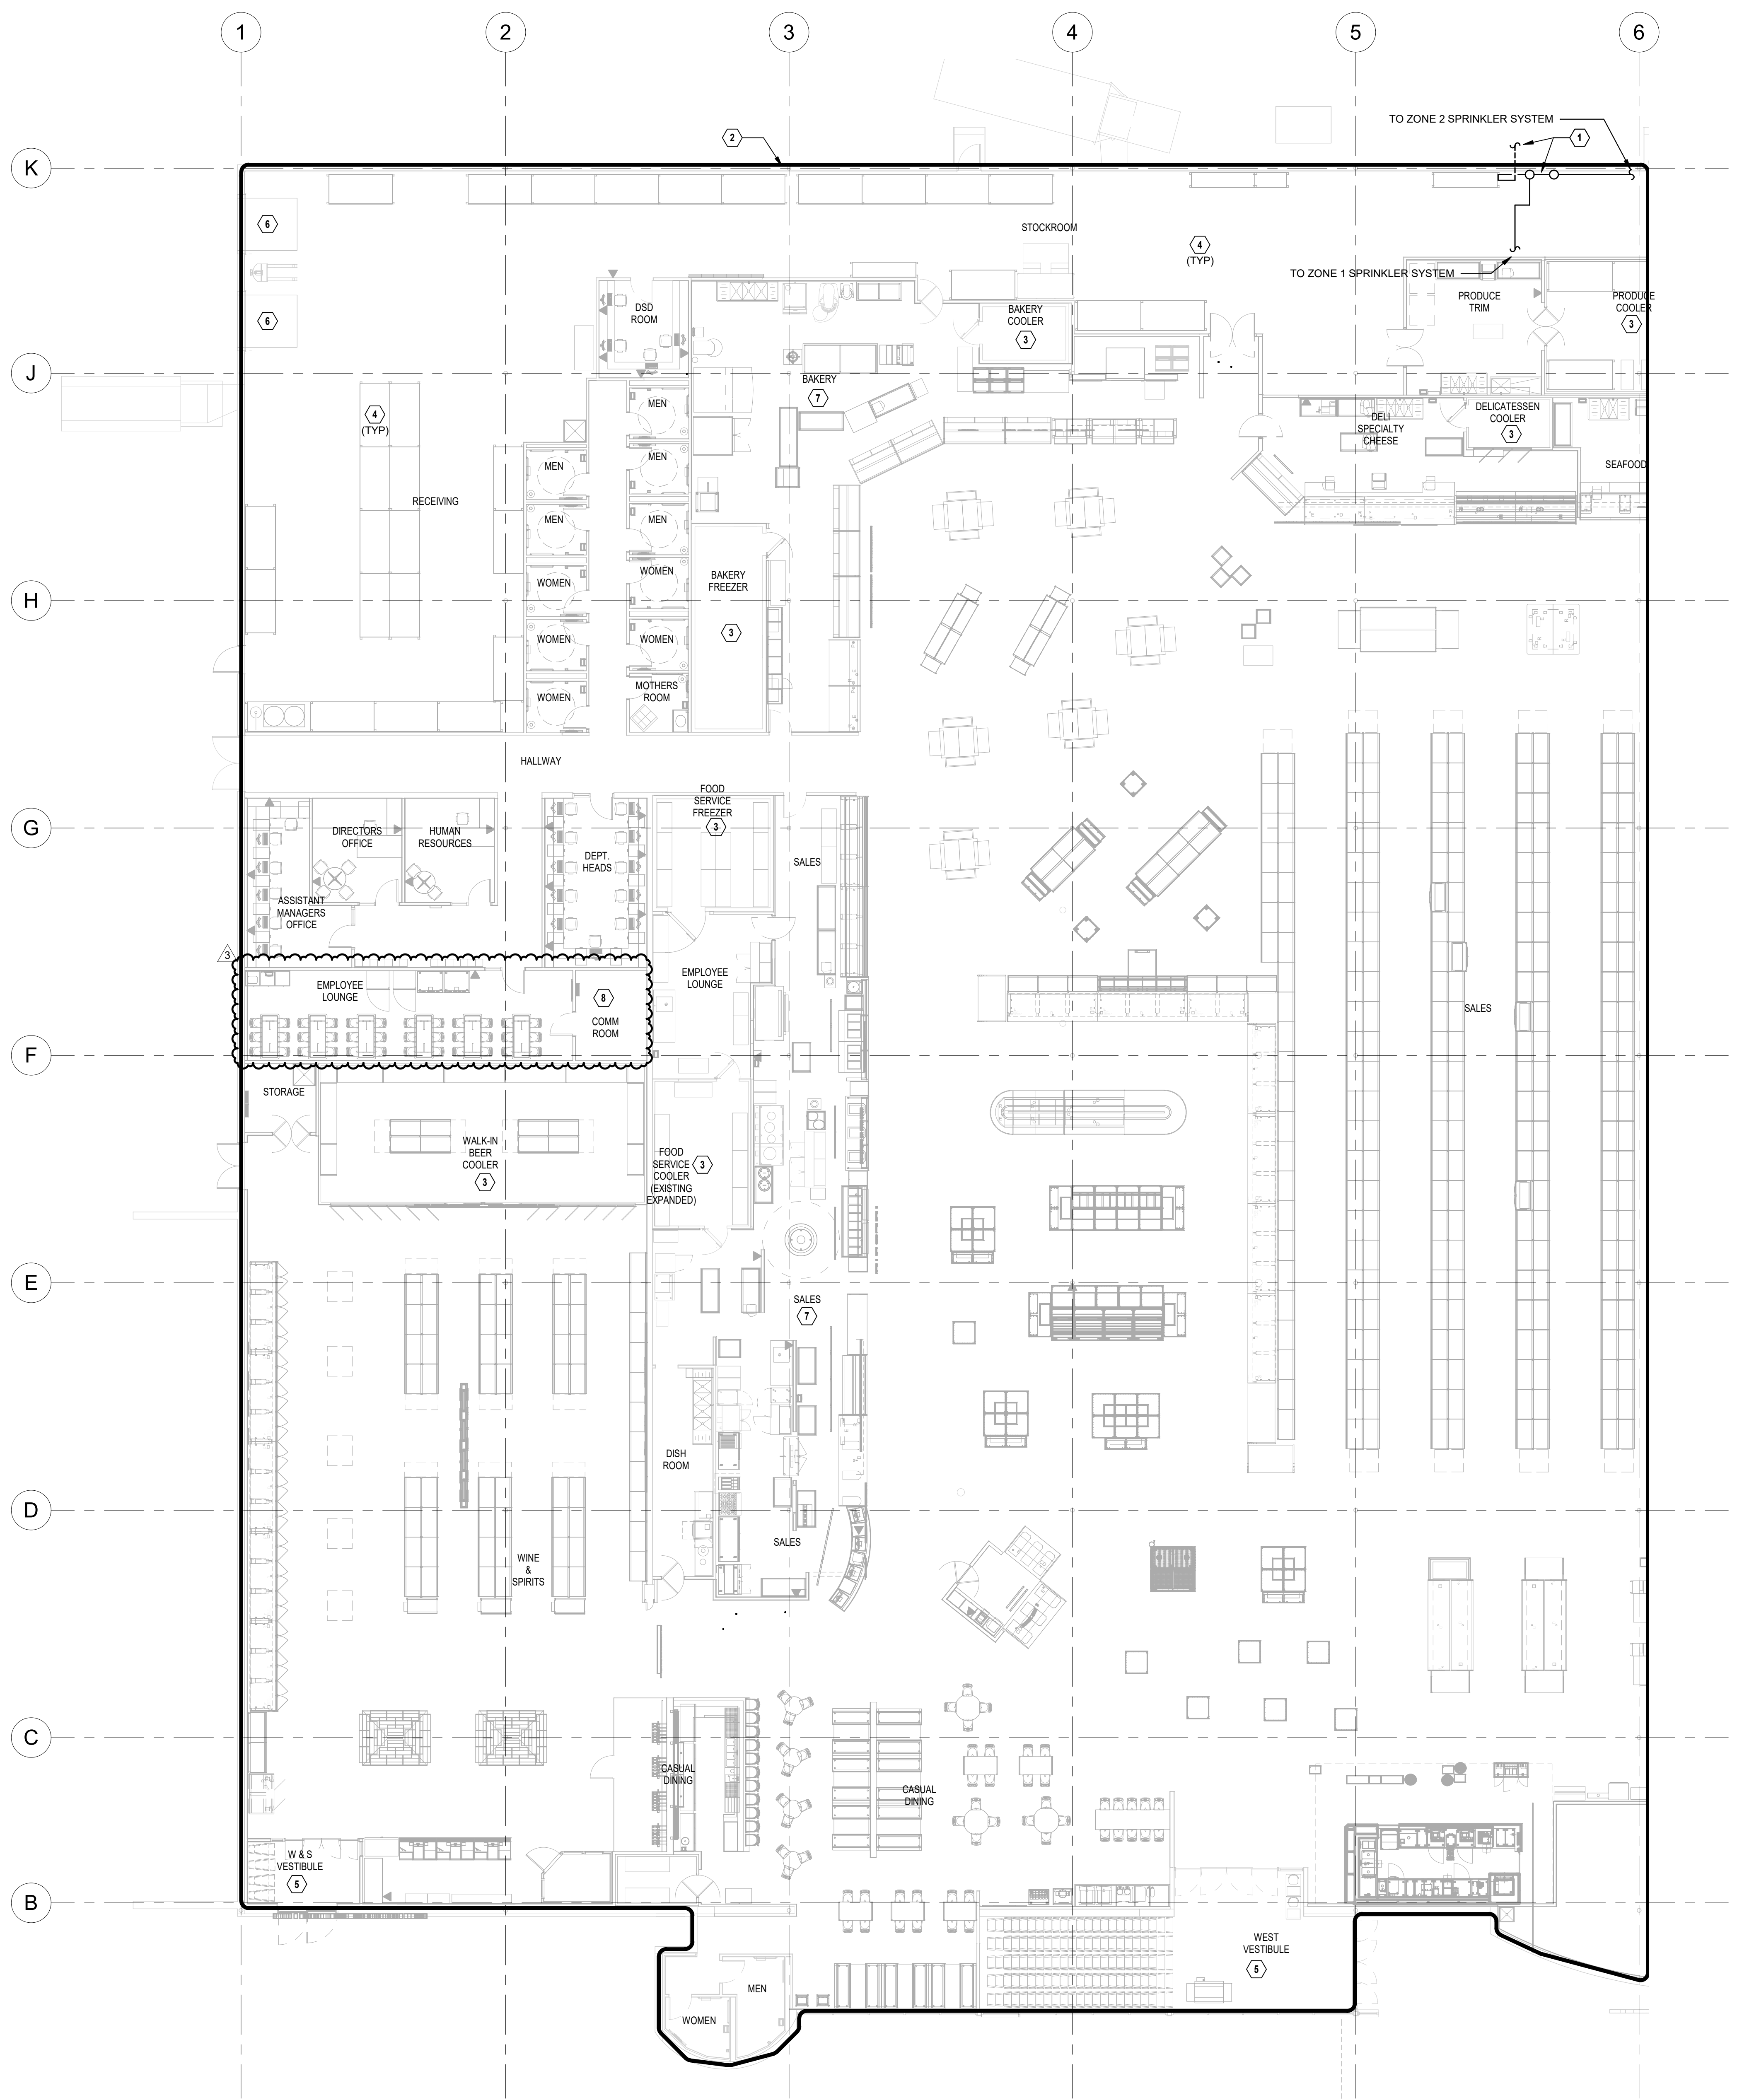 1
2
3
4
5
6
TO ZONE 2 SPRINKLER SYSTEM
1
2
K
6
STOCKROOM
4
(TYP)
TO ZONE 1 SPRINKLER SYSTEM
DSD
ROOM
BAKERY
COOLER
3
PRODUCE
TRIM
PRODUCE
COOLER
3
6
J
BAKERY
7
4
(TYP)
MEN
DELI
SPECIALTY
CHEESE
DELICATESSEN
COOLER
3
MEN
MEN
SEAFOOD
RECEIVING
MEN
MEN
WOMEN
WOMEN
BAKERY
FREEZER
H
3
WOMEN
WOMEN
WOMEN
MOTHERS
ROOM
HALLWAY
FOOD
SERVICE
FREEZER
3
G
DIRECTORS
OFFICE
HUMAN
RESOURCES
DEPT.
HEADS
SALES
ASSISTANT
MANAGERS
OFFICE
3
EMPLOYEE
LOUNGE
8
COMM
ROOM
EMPLOYEE
LOUNGE
SALES
F
STORAGE
WALK-IN
BEER
COOLER
3
FOOD
SERVICE
COOLER
(EXISTING
EXPANDED)
3
E
SALES
7
DISH
ROOM
D
SALES
WINE
&
SPIRITS
C
CASUAL
DINING
CASUAL
DINING
W & S
VESTIBULE
5
B
WEST
VESTIBULE
5
MEN
WOMEN